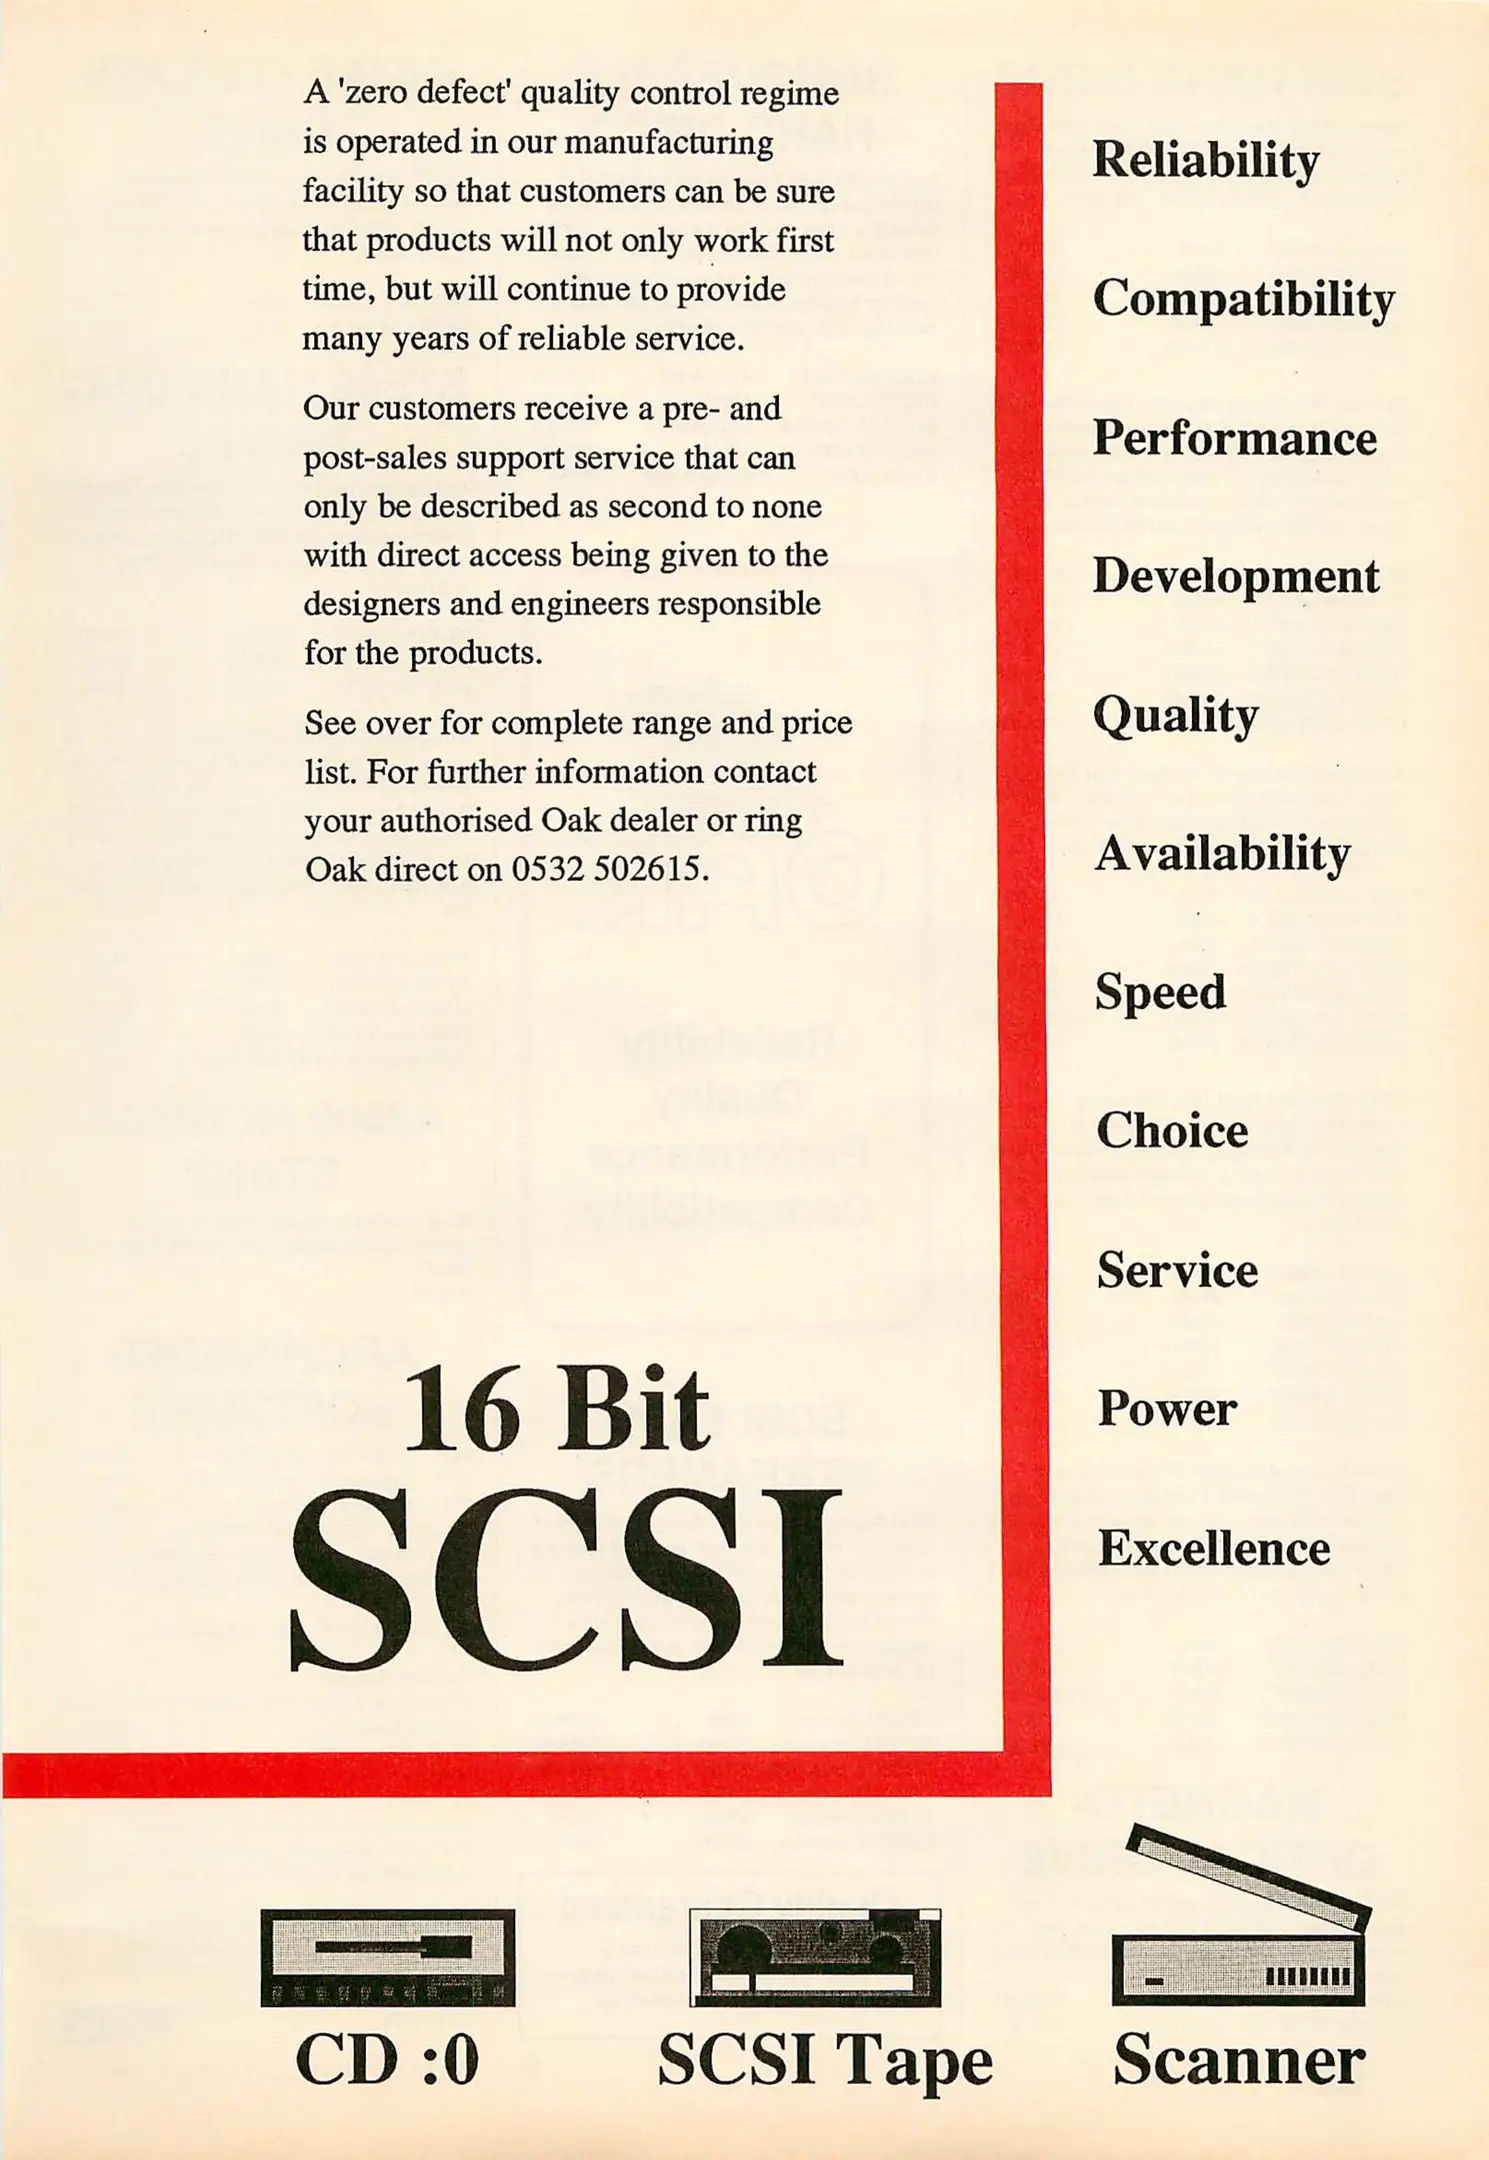 A 'zero defect' quality control regime
is operated in our manufacturing
facility so that customers can be sure
that products will not only work first
time, but will continue to provide
many years of reliable service.
Our customers receive a pre- and
post-sales support service that can
only be described as second to none
with direct access being given to the
designers and engineers responsible
for the products.
See over for complete range and price
list. For further information contact
your authorised Oak dealer or ring
Oak direct on 0532 502615.
16 Bit
SCSI
Reliability
Compatibility
Performance
Development
Quality
Availability
Speed
Choice
Service
Power
Excellence
CD :0
SCSI Tape
Scanner